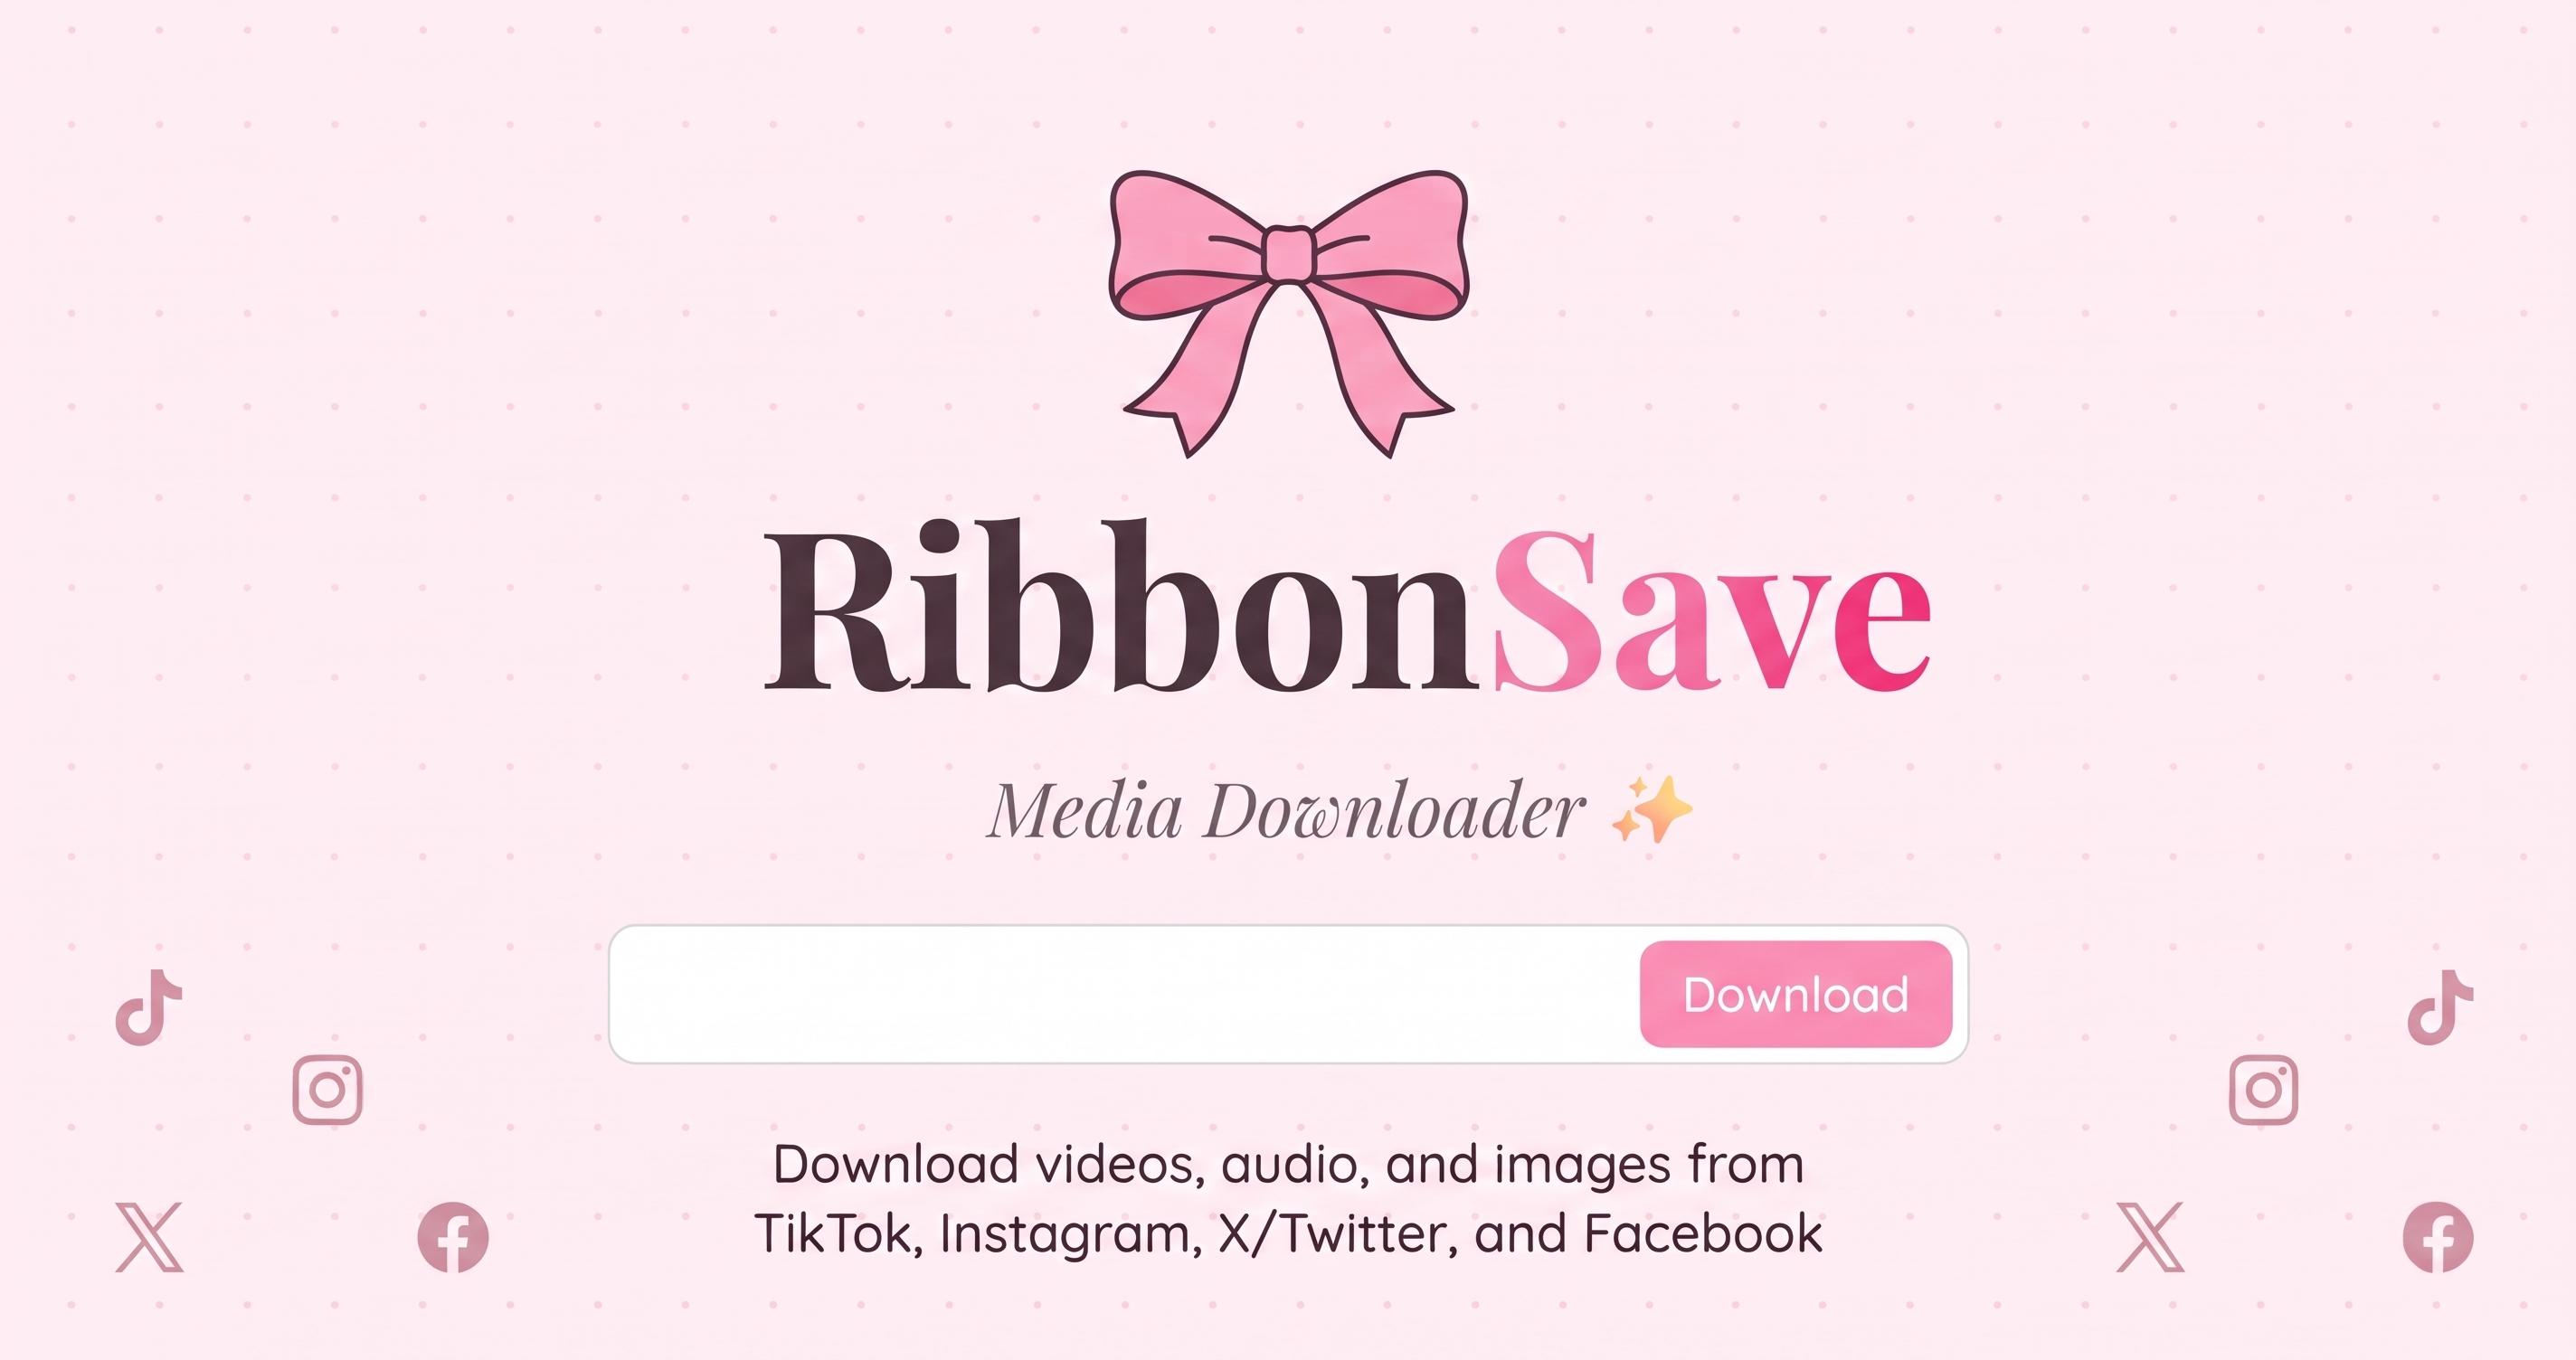 RibbonSave
Media Downloader ✨
Download
Download videos, audio, and images from
TikTok, Instagram, X/Twitter, and Facebook